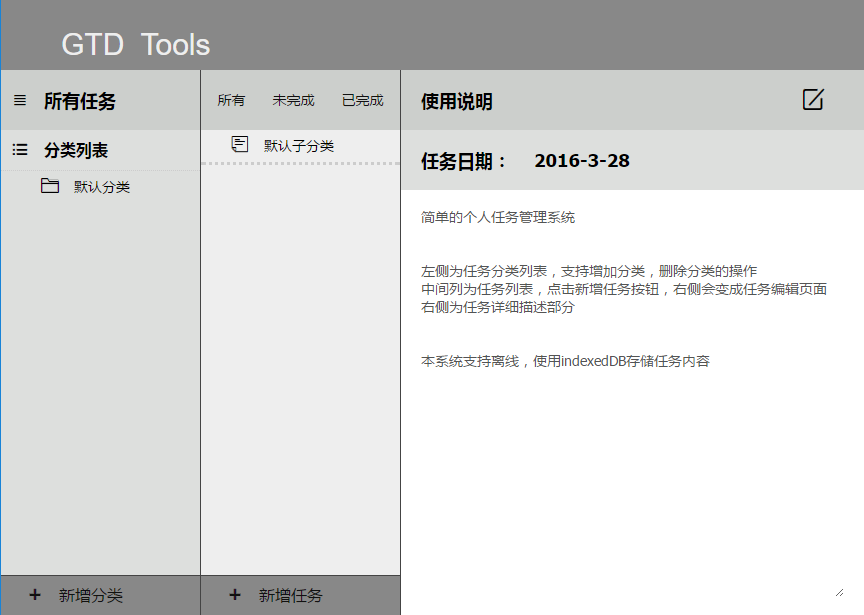 GTD Tools
所有任务
分类列表
默认分类
新增分类
所有 未完成 已完成
默认子分类
新增任务
使用说明
任务日期： 2016-3-28
简单的个人任务管理系统
左侧为任务分类列表，支持增加分类，删除分类的操作
中间列为任务列表，点击新增任务按钮，右侧会变成任务编辑页面
右侧为任务详细描述部分
本系统支持离线，使用indexedDB存储任务内容